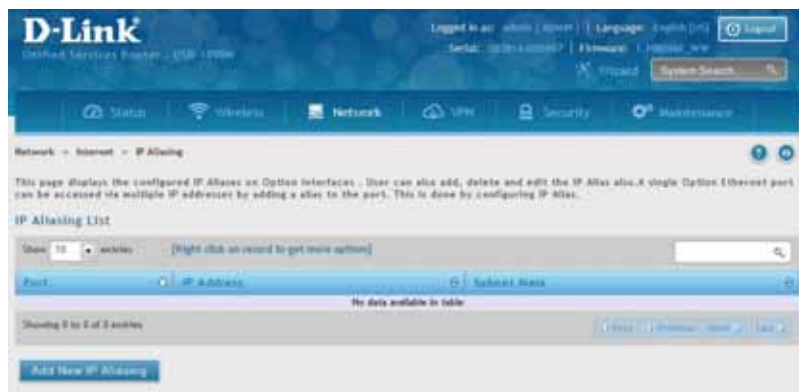 D-Link
Logged in as: admin ( ADMIN ) | Language: English [US] Logout
Unified Services Router -
Serial: | Firmware:
Wizard System Search
Status Wireless Network VPN Security Maintenance
Network » Internet » IP Aliasing
This page displays the configured IP Aliases on Option Interfaces . User can also add, delete and edit the IP Alias also.A single Option Ethernet port
can be accessed via multiple IP addresses by adding a alias to the port. This is done by configuring IP Alias.
IP Aliasing List
Show 10 entries [Right click on record to get more options]
Port IP Address Subnet Mask
No data available in table
Showing 0 to 0 of 0 entries
First Previous Next Last
Add New IP Aliasing